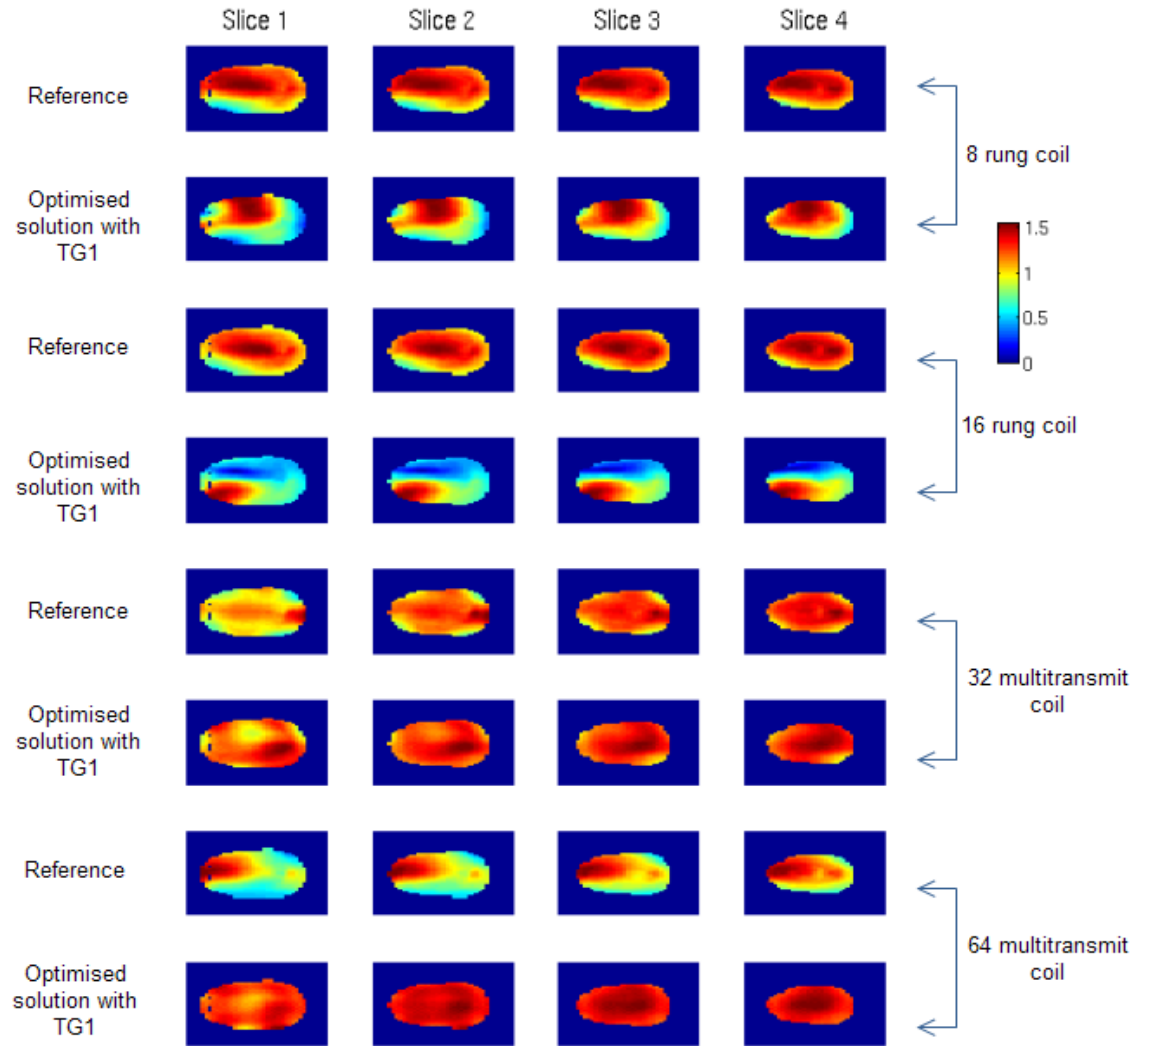 Slice 1
Slice 2
Slice 3
Slice 4
Reference
8 rung coil
Optimised
solution with
TG1
1.5
1
0.5
0
Reference
16 rung coil
Optimised
solution with
TG1
Reference
32 multitransmit
coil
Optimised
solution with
TG1
Reference
64 multitransmit
coil
Optimised
solution with
TG1